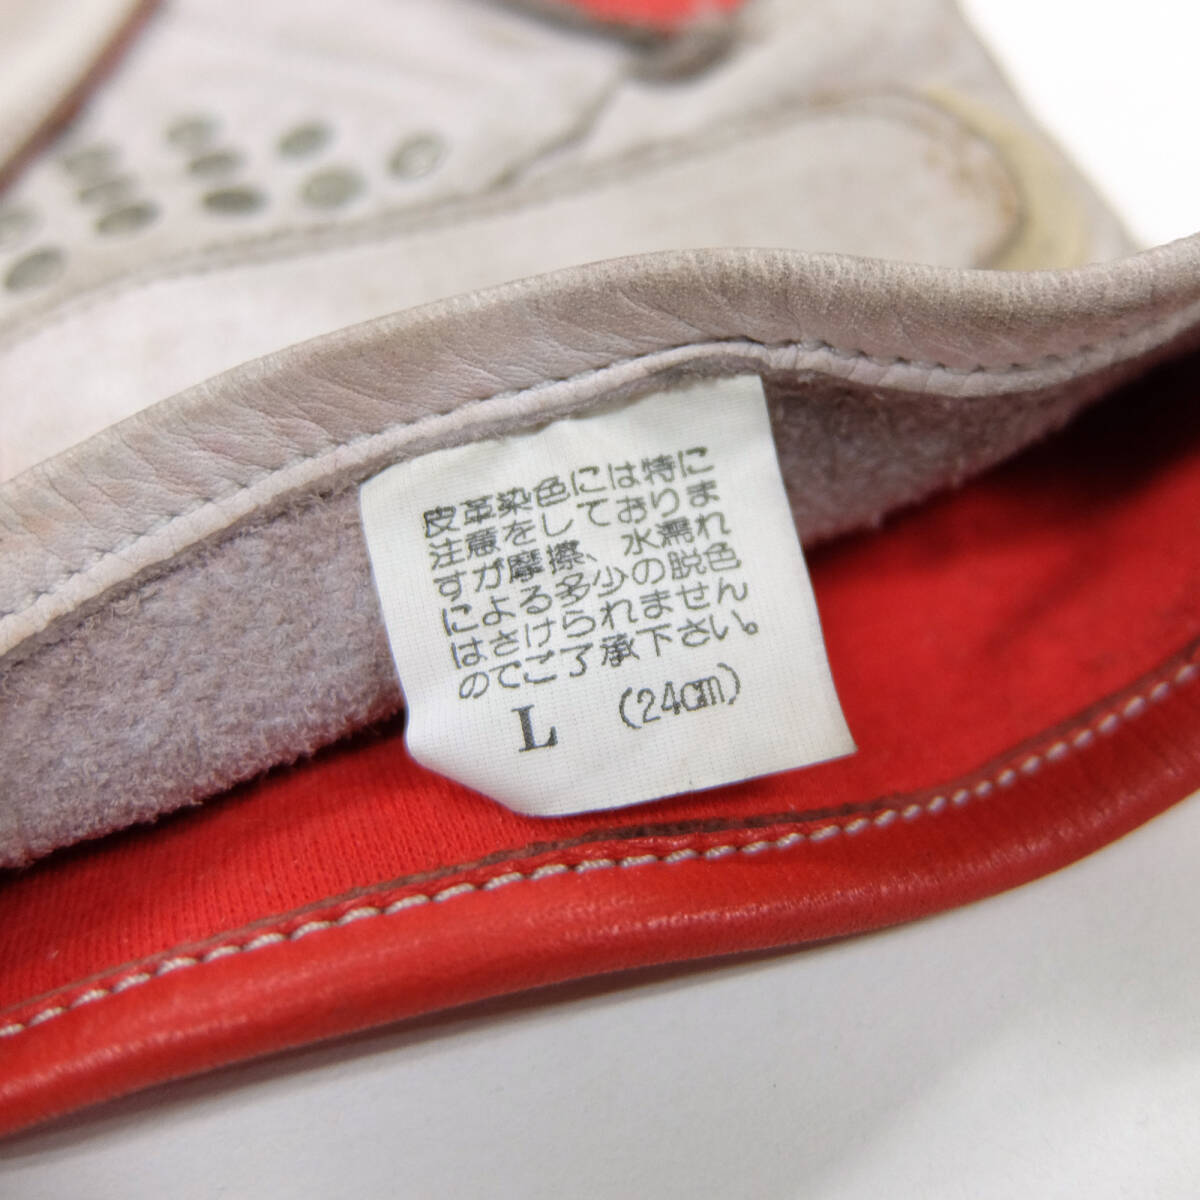 皮革染色にては特に
注意をしておりま
すが摩擦、水濡れ
による多少の脱色
はさけられません
のでご了承下さい。
L (24cm)